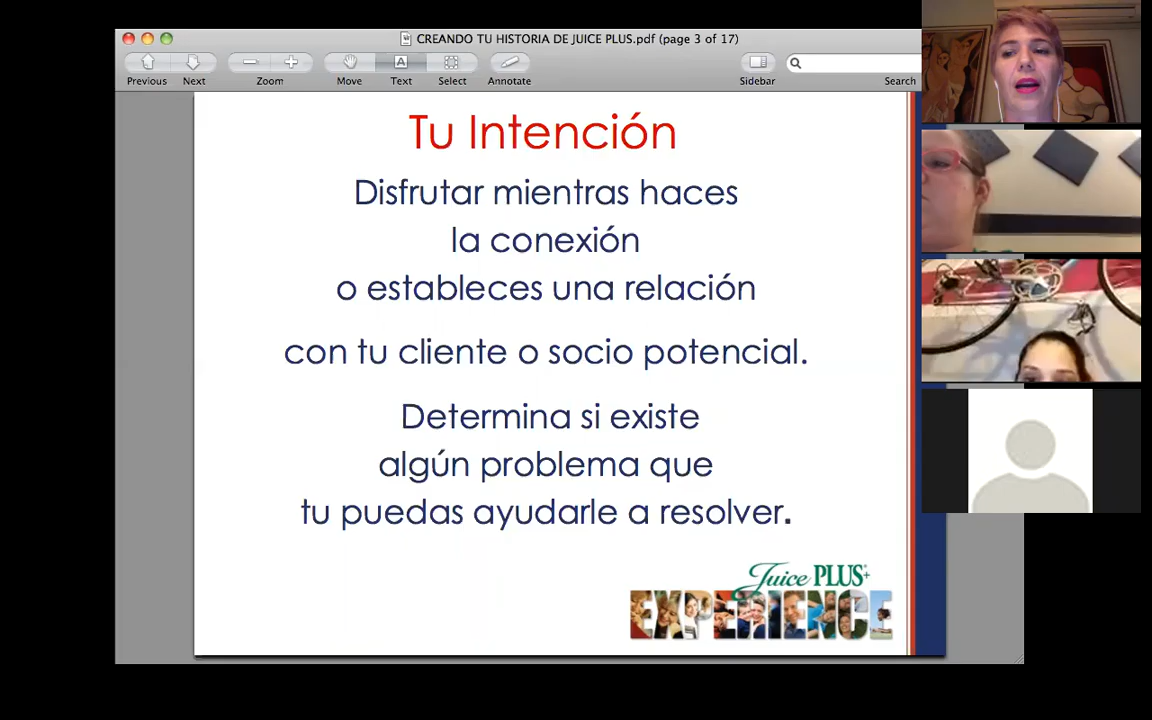 CREANDO TU HISTORIA DE JUICE PLUS.pdf (page 3 of 17)
Previous Next Zoom Move Text Select Annotate Sidebar Search
Tu Intención
Disfrutar mientras haces
la conexión
o estableces una relación
con tu cliente o socio potencial.
Determina si existe
algún problema que
tu puedas ayudarle a resolver.
Juice PLUS+
EXPERIENCE